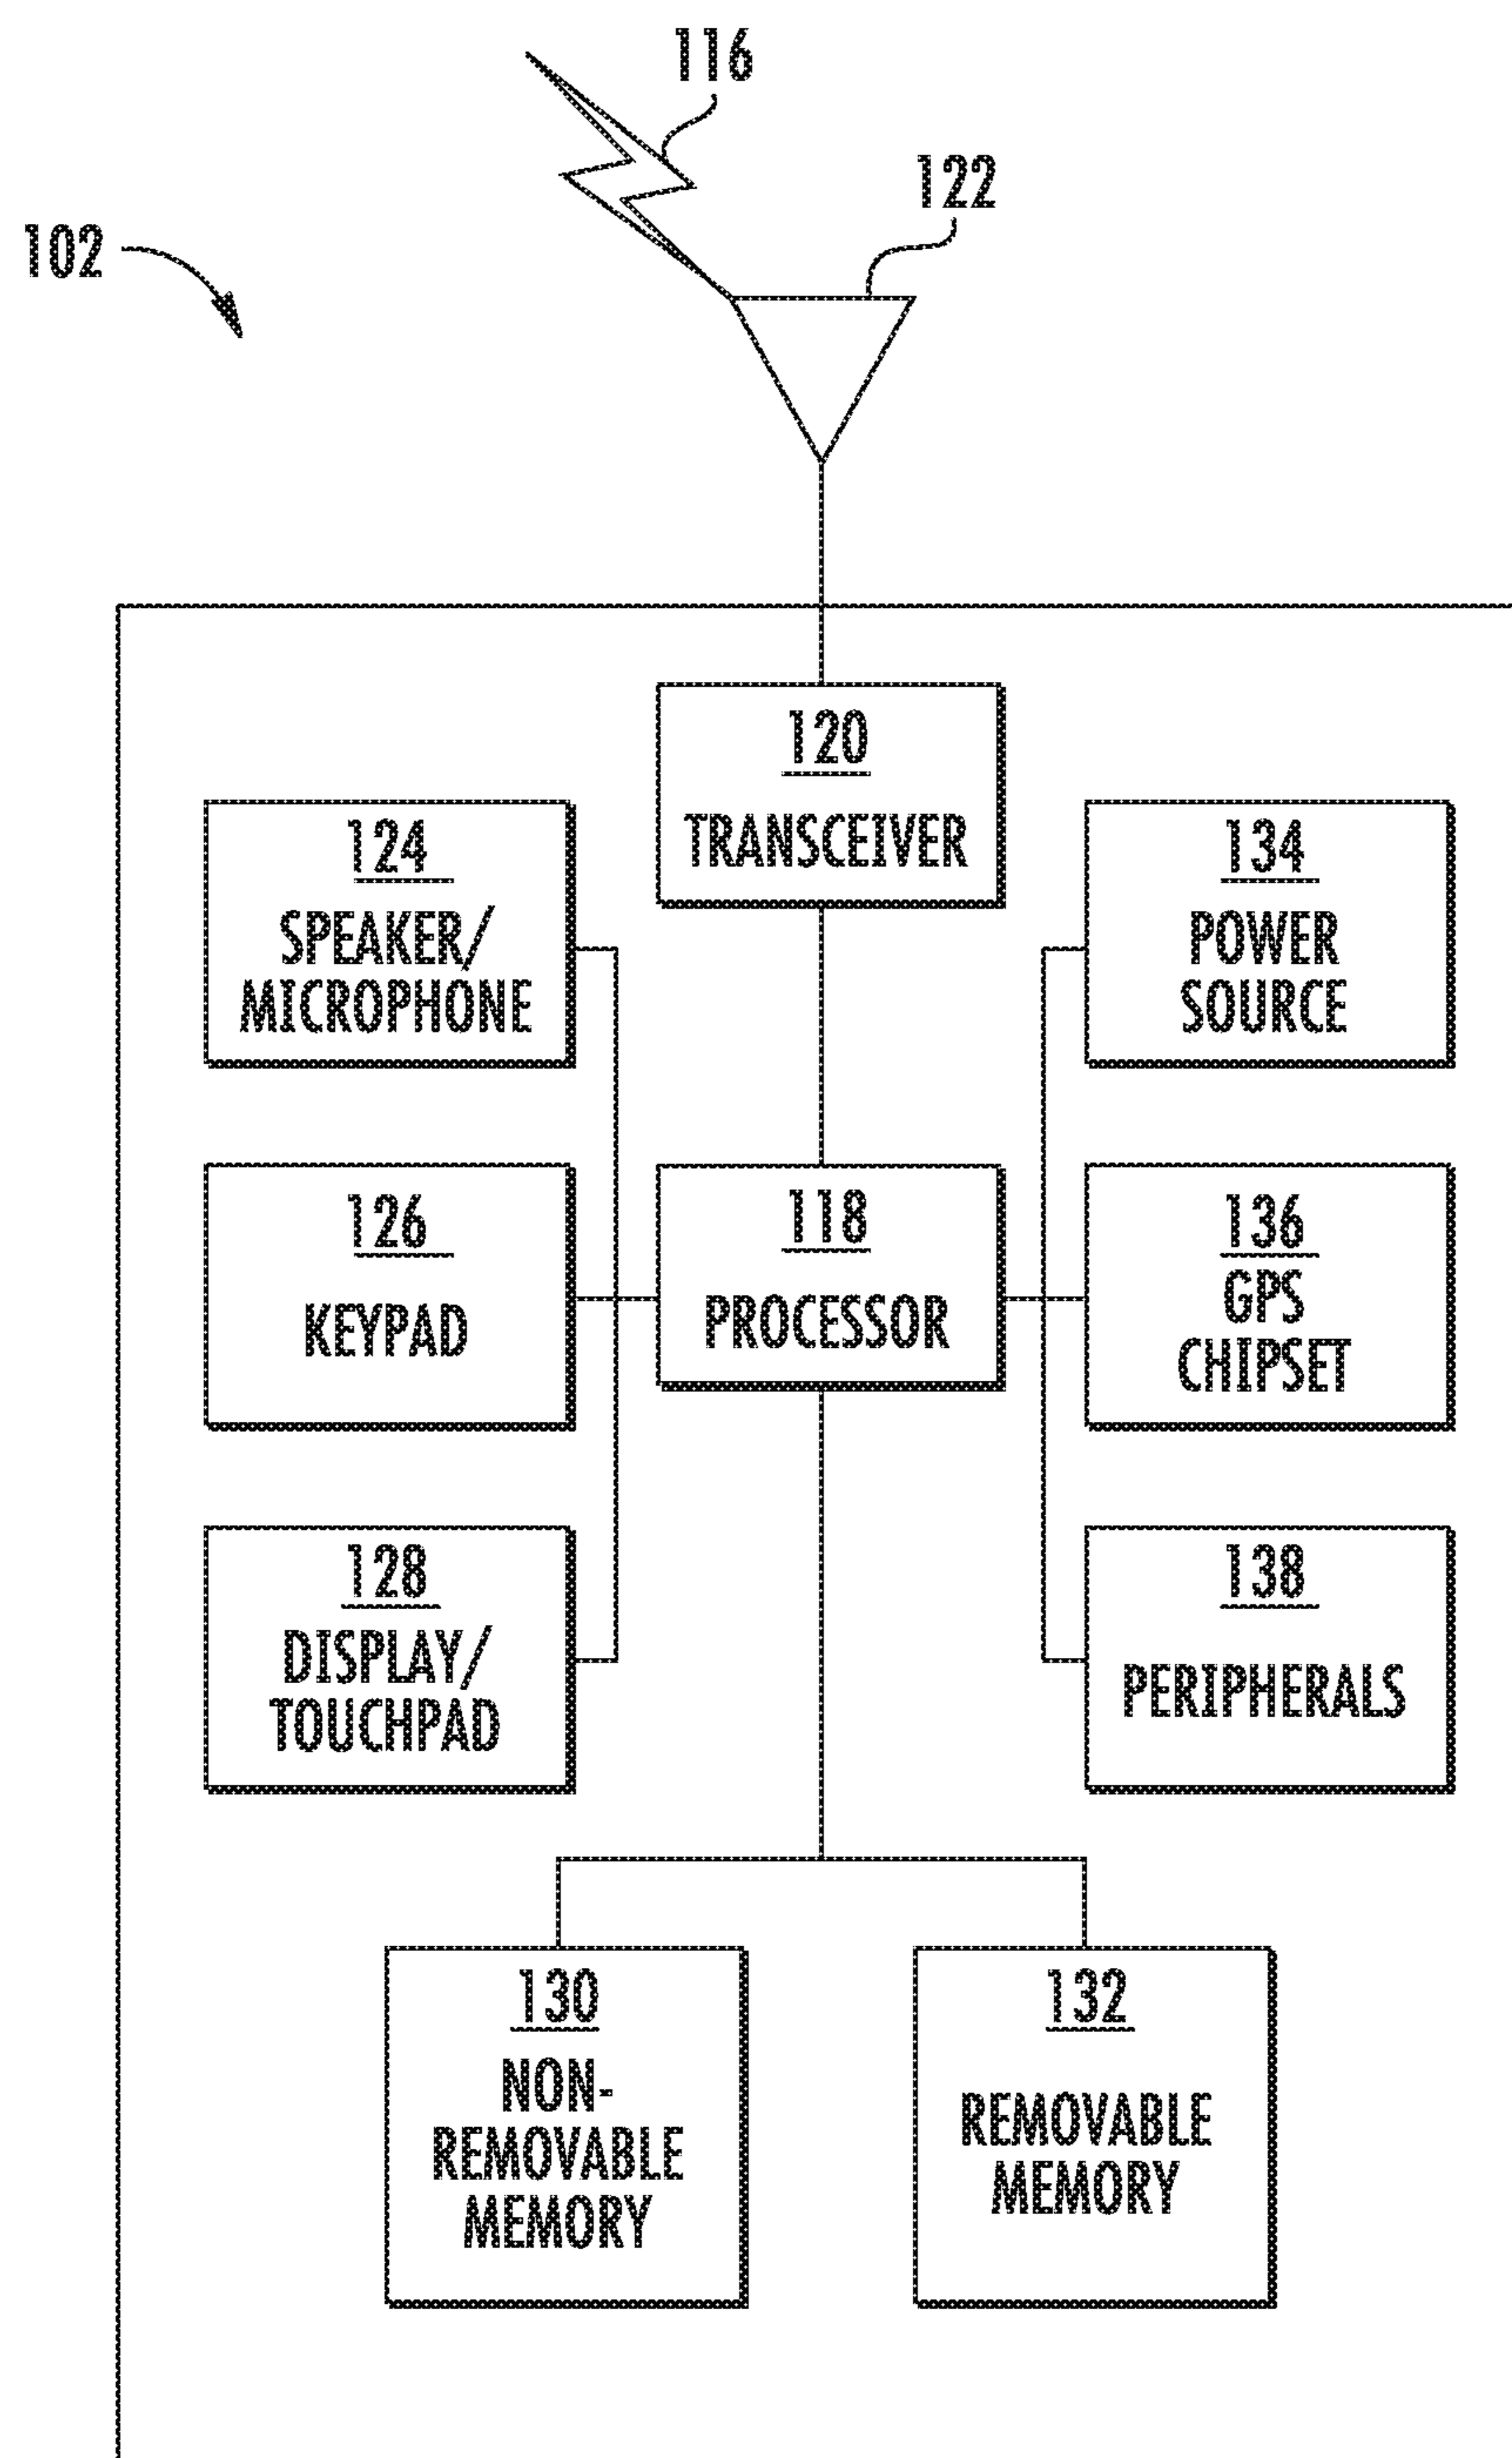 116
122
102
120
TRANSCEIVER
124
SPEAKER/
MICROPHONE
134
POWER
SOURCE
126
KEYPAD
118
PROCESSOR
136
GPS
CHIPSET
128
DISPLAY/
TOUCHPAD
138
PERIPHERALS
130
NON-
REMOVABLE
MEMORY
132
REMOVABLE
MEMORY